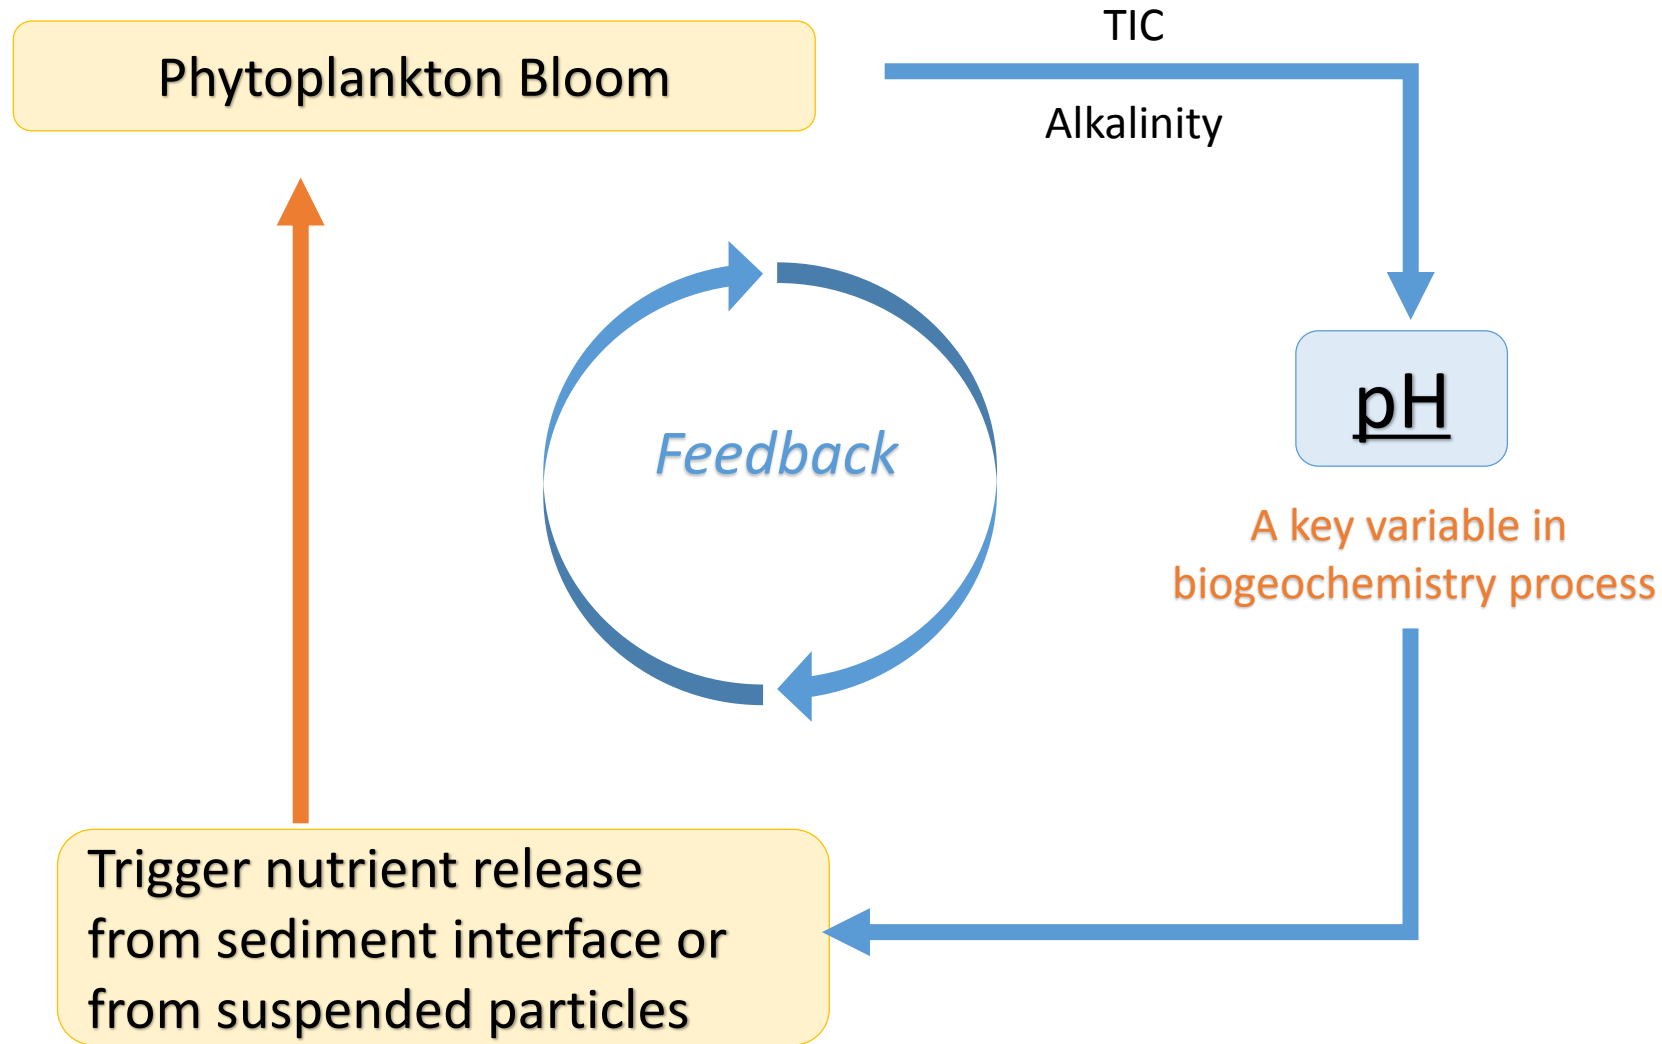 Phytoplankton Bloom
TIC
Alkalinity
pH
A key variable in
biogeochemistry process
Feedback
Trigger nutrient release
from sediment interface or
from suspended particles